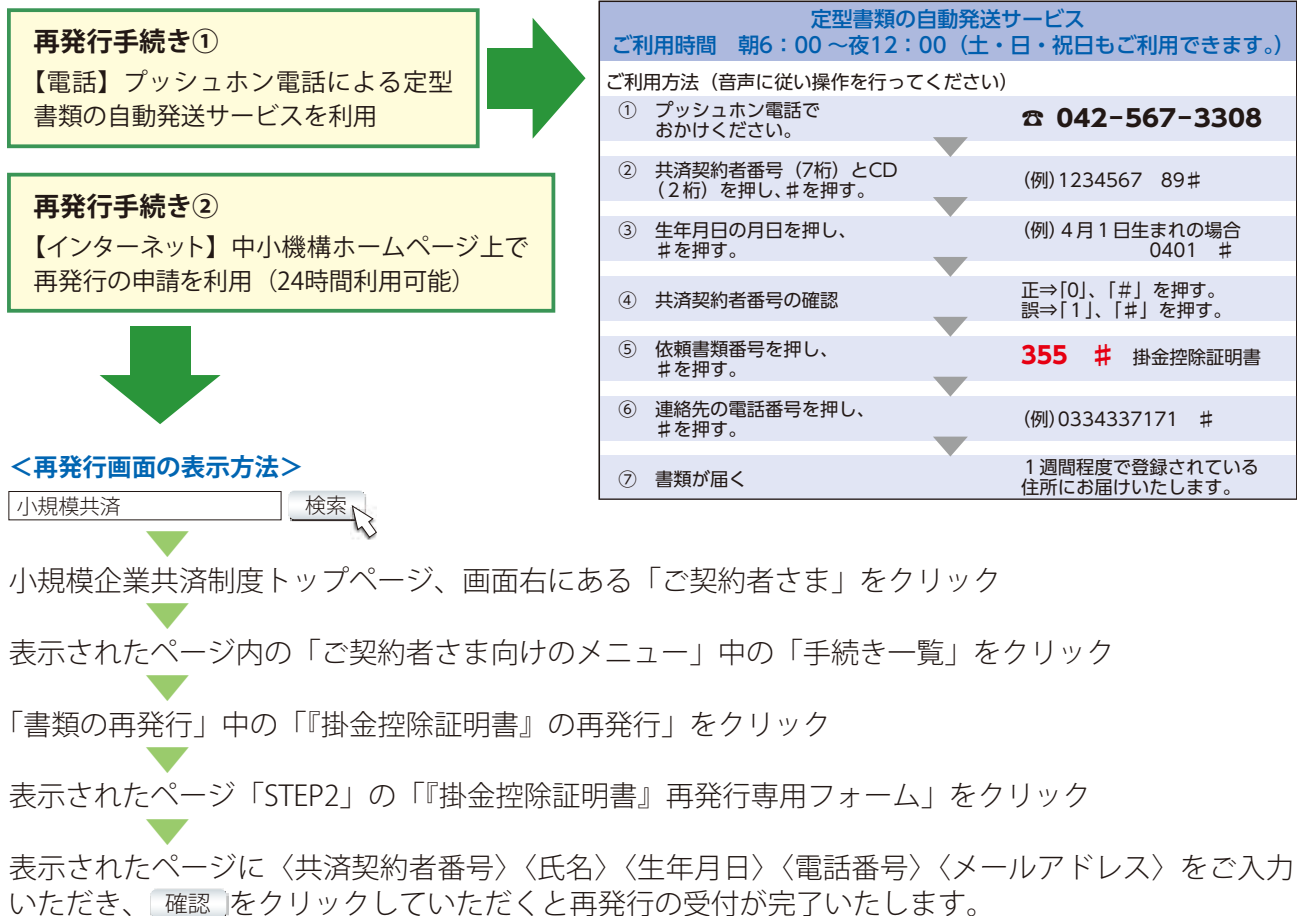 再発行手続き①
【電話】プッシュホン電話による定型
書類の自動発送サービスを利用
再発行手続き②
【インターネット】中小機構ホームページ上で
再発行の申請を利用（24時間利用可能）
定型書類の自動発送サービス
ご利用時間　朝6：00～夜12：00（土・日・祝日もご利用できます。）
ご利用方法（音声に従い操作を行ってください）
① プッシュホン電話で
おかけください。
☎ 042-567-3308
② 共済契約者番号（7桁）とCD
（２桁）を押し、♯を押す。
(例)1234567　89♯
③ 生年月日の月日を押し、
♯を押す。
(例)４月１日生まれの場合
0401　♯
④ 共済契約者番号の確認
正⇒「0」、「♯」を押す。
誤⇒「１」、「♯」を押す。
⑤ 依頼書類番号を押し、
♯を押す。
355　♯　掛金控除証明書
⑥ 連絡先の電話番号を押し、
♯を押す。
(例)0334337171　♯
⑦ 書類が届く
１週間程度で登録されている
住所にお届けいたします。
＜再発行画面の表示方法＞
小規模共済　検索
小規模企業共済制度トップページ、画面右にある「ご契約者さま」をクリック
表示されたページ内の「ご契約者さま向けのメニュー」中の「手続き一覧」をクリック
「書類の再発行」中の「『掛金控除証明書』の再発行」をクリック
表示されたページ「STEP2」の「『掛金控除証明書』再発行専用フォーム」をクリック
表示されたページに〈共済契約者番号〉〈氏名〉〈生年月日〉〈電話番号〉〈メールアドレス〉をご入力
いただき、確認をクリックしていただくと再発行の受付が完了いたします。